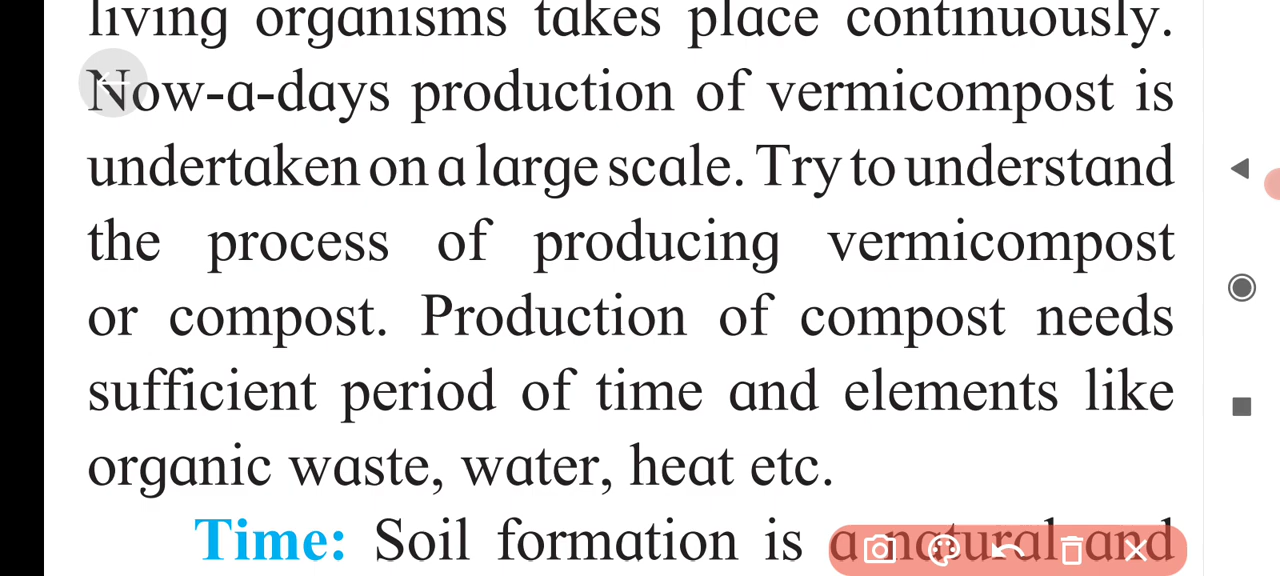 living organisms takes place continuously.
Now-a-days production of vermicompost is
undertaken on a large scale. Try to understand
the process of producing vermicompost
or compost. Production of compost needs
sufficient period of time and elements like
organic waste, water, heat etc.
Time: Soil formation is a natural and